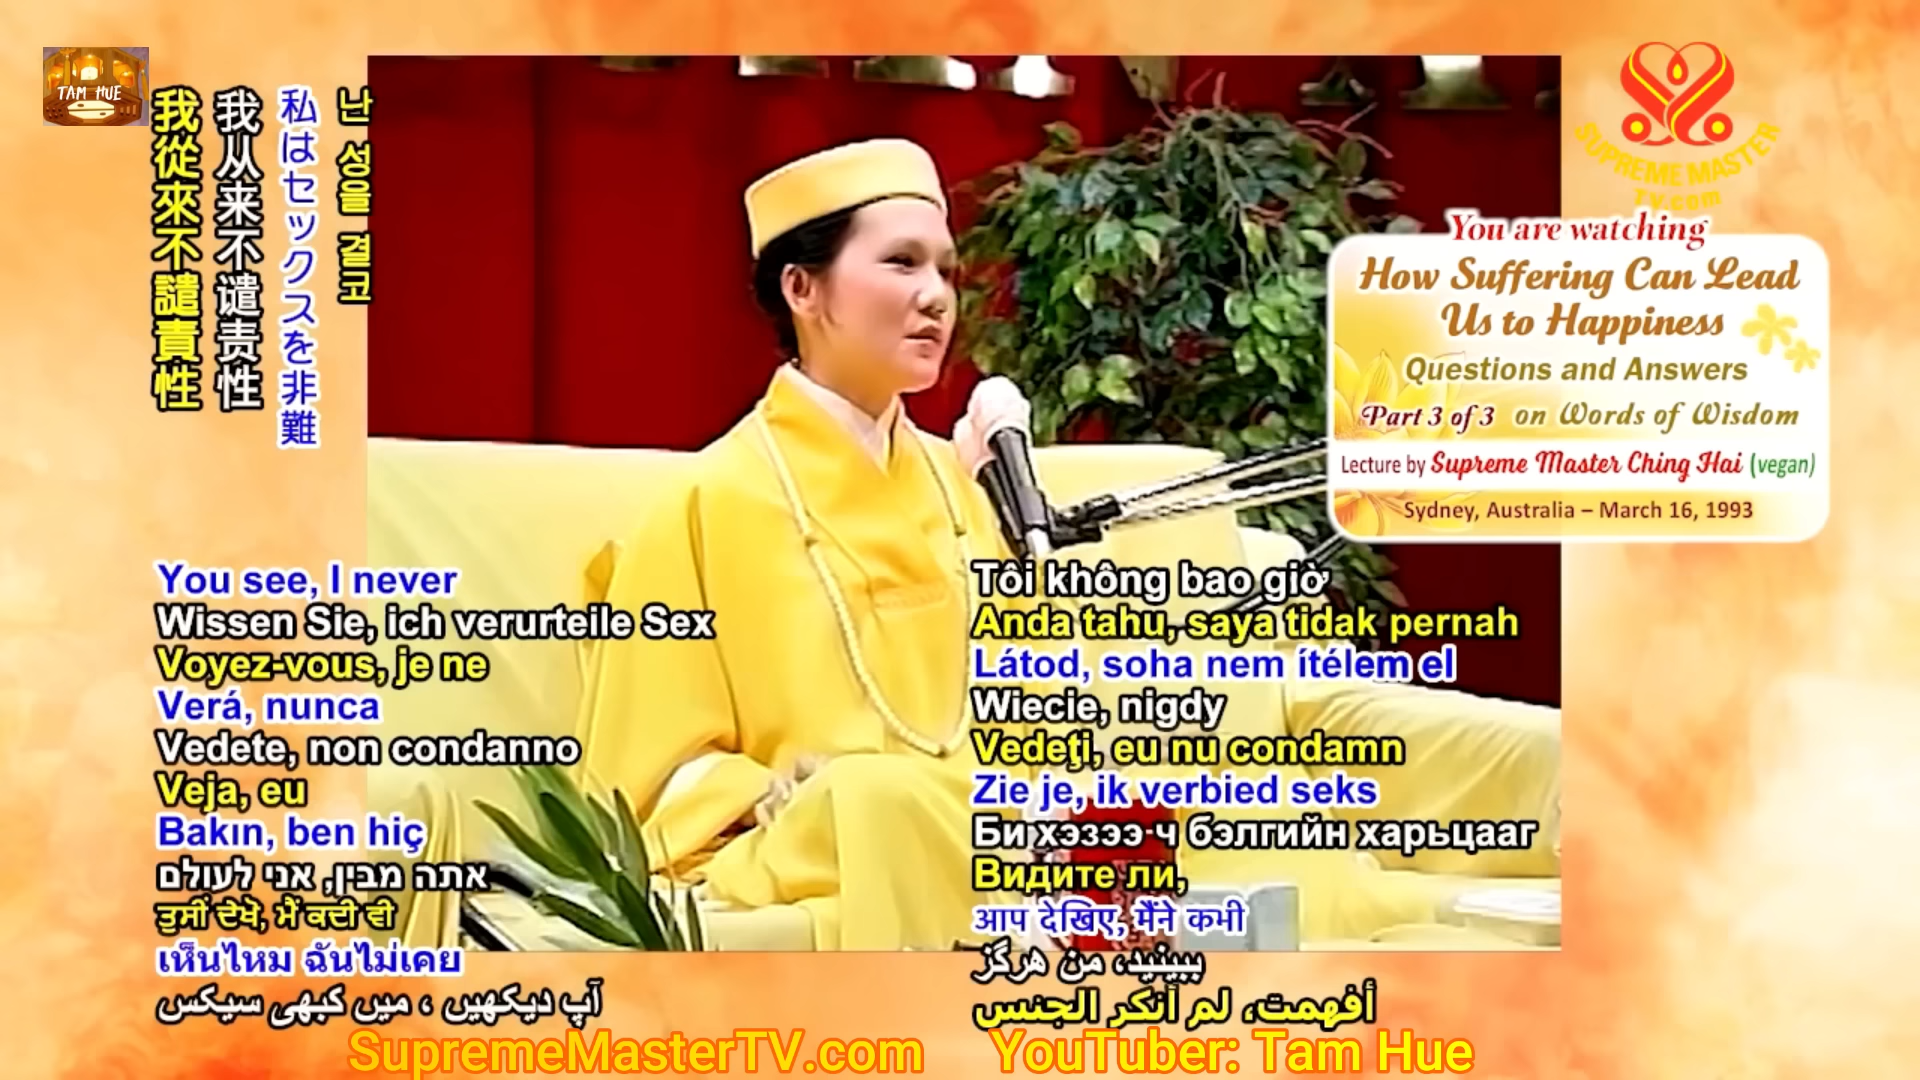 TAM HUE
我從來不譴責性
我从来不谴责性
私はセックスを非難
난 성을 결코
SUPREME MASTER
TV.com
You are watching
How Suffering Can Lead
Us to Happiness
Questions and Answers
Part 3 of 3 on Words of Wisdom
Lecture by Supreme Master Ching Hai (vegan)
Sydney, Australia – March 16, 1993
You see, I never
Wissen Sie, ich verurteile Sex
Voyez-vous, je ne
Verá, nunca
Vedete, non condanno
Veja, eu
Bakın, ben hiç
אתה מבין, אני לעולם
ਤੁਸੀਂ ਦੇਖੋ, ਮੈਂ ਕਦੀ ਵੀ
เห็นไหม ฉันไม่เคย
آپ دیکھیں ، میں کبھی سیکس
Tôi không bao giờ
Anda tahu, saya tidak pernah
Látod, soha nem ítélem el
Wiecie, nigdy
Vedeţi, eu nu condamn
Zie je, ik verbied seks
Би хэзээ ч бэлгийн харьцааг
Видите ли,
आप देखिए, मैंने कभी
ببینید، من هرگز
أفهمت، لم أنكر الجنس
SupremeMasterTV.com YouTuber: Tam Hue